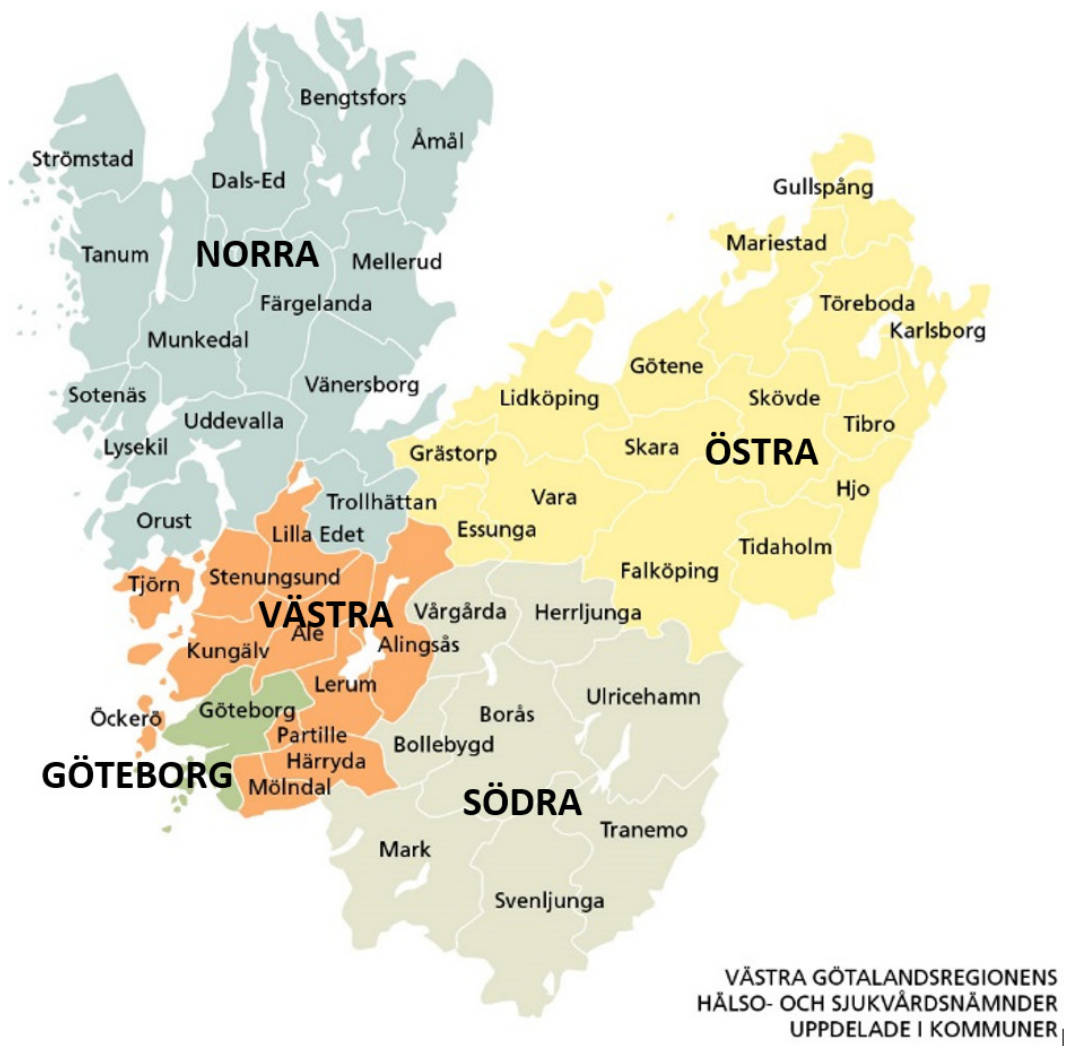 Bengtsfors
Åmål
Strömstad
Dals-Ed
Gullspång
Mariestad
Tanum
NORRA
Mellerud
Färgelanda
Töreboda
Karlsborg
Munkedal
Götene
Vänersborg
Sotenäs
Lidköping
Skövde
Uddevalla
Tibro
Lysekil
Grästorp
Skara
ÖSTRA
Hjo
Trollhättan
Vara
Orust
Essunga
Lilla Edet
Tidaholm
Falköping
Stenungsund
Tjörn
VÄSTRA
Vårgårda
Herrljunga
Ale
Alingsås
Kungälv
Lerum
Ulricehamn
Göteborg
Öckerö
Borås
Partille
Bollebygd
Härryda
GÖTEBORG
Mölndal
SÖDRA
Tranemo
Mark
Svenljunga
VÄSTRA GÖTALANDSREGIONENS
HÄLSO- OCH SJUKVÅRDSNÄMNDER
UPPDELADE I KOMMUNER